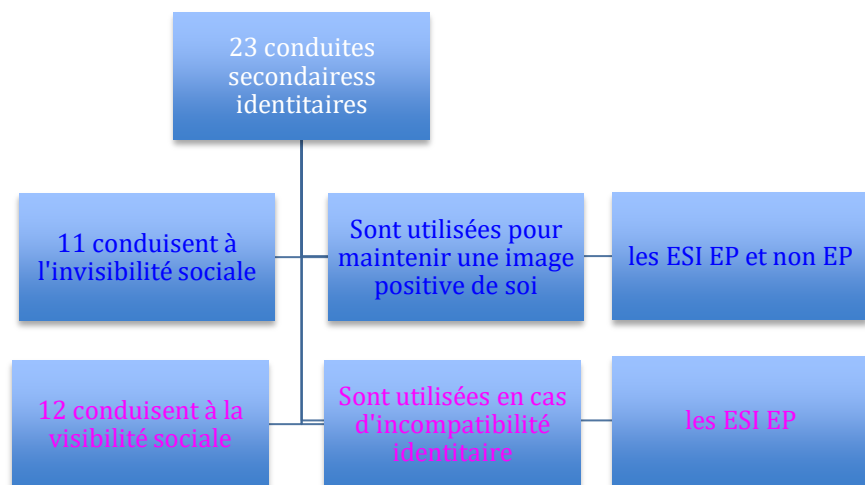 23 conduites
secondairess
identitaires
11 conduisent à
l'invisibilité sociale
Sont utilisées pour
maintenir une image
positive de soi
les ESI EP et non EP
12 conduisent à la
visibilité sociale
Sont utilisées en cas
d'incompatibilité
identitaire
les ESI EP